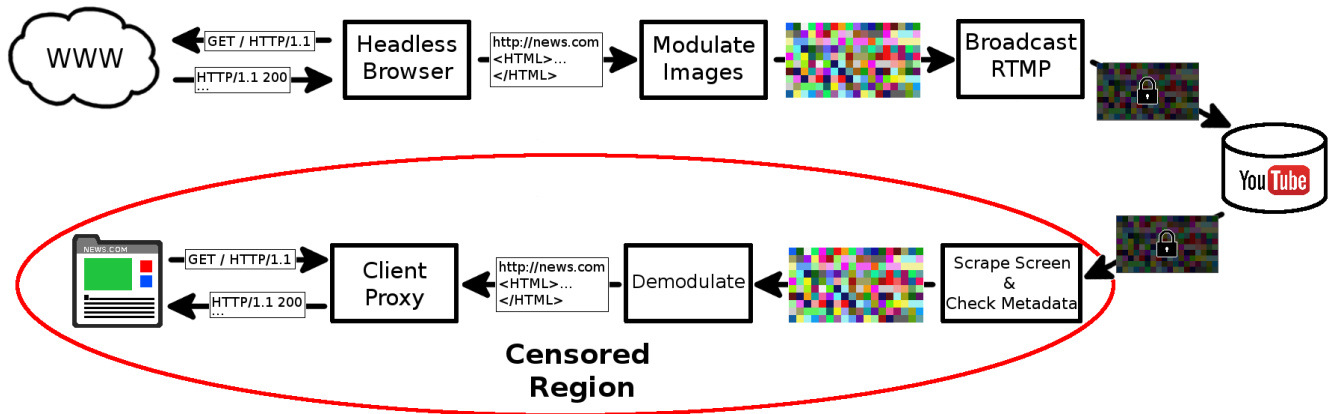 WWW
GET / HTTP/1.1
HTTP/1.1 200
...
Headless
Browser
http://news.com
<HTML>...
</HTML>
Modulate
Images
Broadcast
RTMP
YouTube
NEWS.COM
GET / HTTP/1.1
HTTP/1.1 200
...
Client
Proxy
http://news.com
<HTML>...
</HTML>
Demodulate
Scrape Screen
&
Check Metadata
Censored
Region